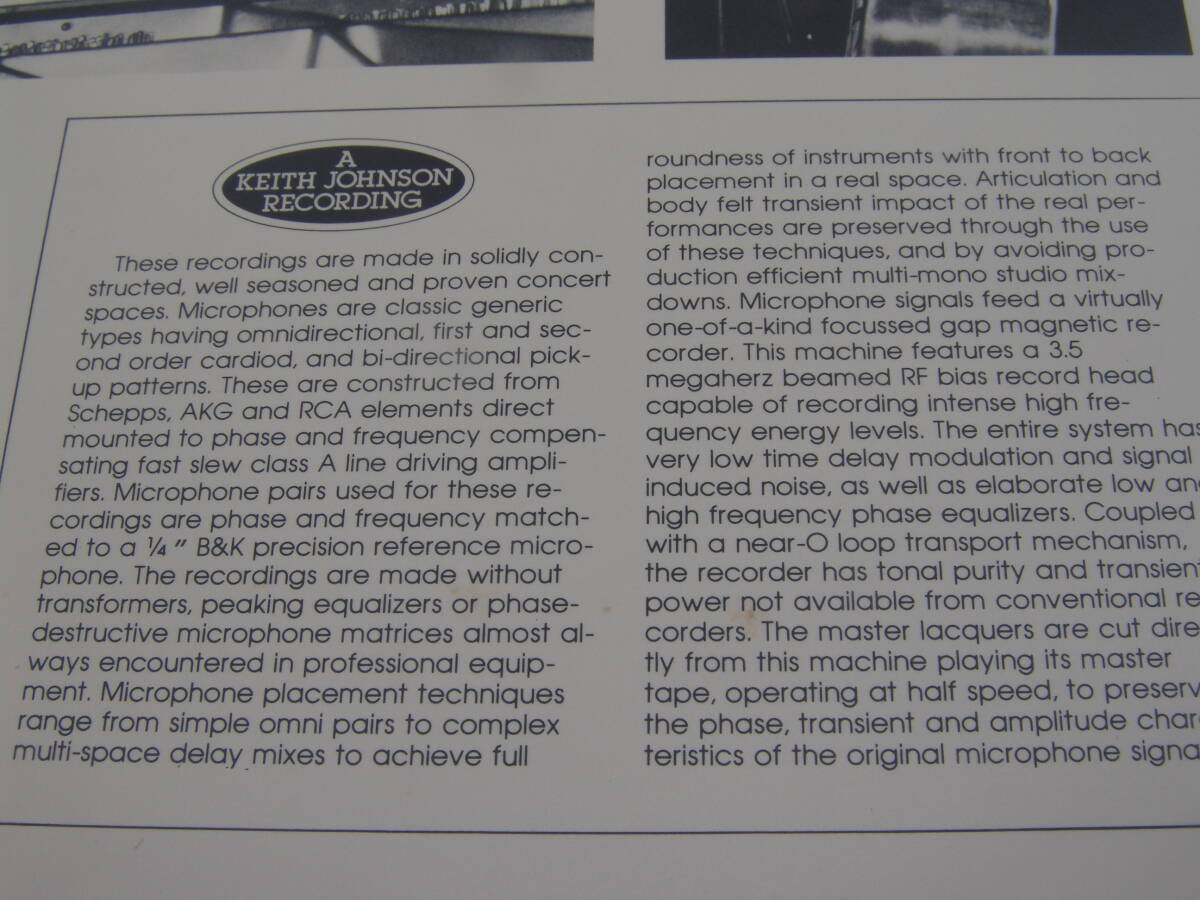 A
KEITH JOHNSON
RECORDING
These recordings are made in solidly con-
structed, well seasoned and proven concert
spaces. Microphones are classic generic
types having omnidirectional, first and sec-
ond order cardiod, and bi-directional pick-
up patterns. These are constructed from
Schepps, AKG and RCA elements direct
mounted to phase and frequency compen-
sating fast slew class A line driving ampli-
fiers. Microphone pairs used for these re-
cordings are phase and frequency match-
ed to a ¼" B&K precision reference micro-
phone. The recordings are made without
transformers, peaking equalizers or phase-
destructive microphone matrices almost al-
ways encountered in professional equip-
ment. Microphone placement techniques
range from simple omni pairs to complex
multi-space delay mixes to achieve full
roundness of instruments with front to back
placement in a real space. Articulation and
body felt transient impact of the real per-
formances are preserved through the use
of these techniques, and by avoiding pro-
duction efficient multi-mono studio mix-
downs. Microphone signals feed a virtually
one-of-a-kind focussed gap magnetic re-
corder. This machine features a 3.5
megaherz beamed RF bias record head
capable of recording intense high fre-
quency energy levels. The entire system has
very low time delay modulation and signal
induced noise, as well as elaborate low an
high frequency phase equalizers. Coupled
with a near-O loop transport mechanism,
the recorder has tonal purity and transient
power not available from conventional re
corders. The master lacquers are cut dire
tly from this machine playing its master
tape, operating at half speed, to preserv
the phase, transient and amplitude char
teristics of the original microphone signa